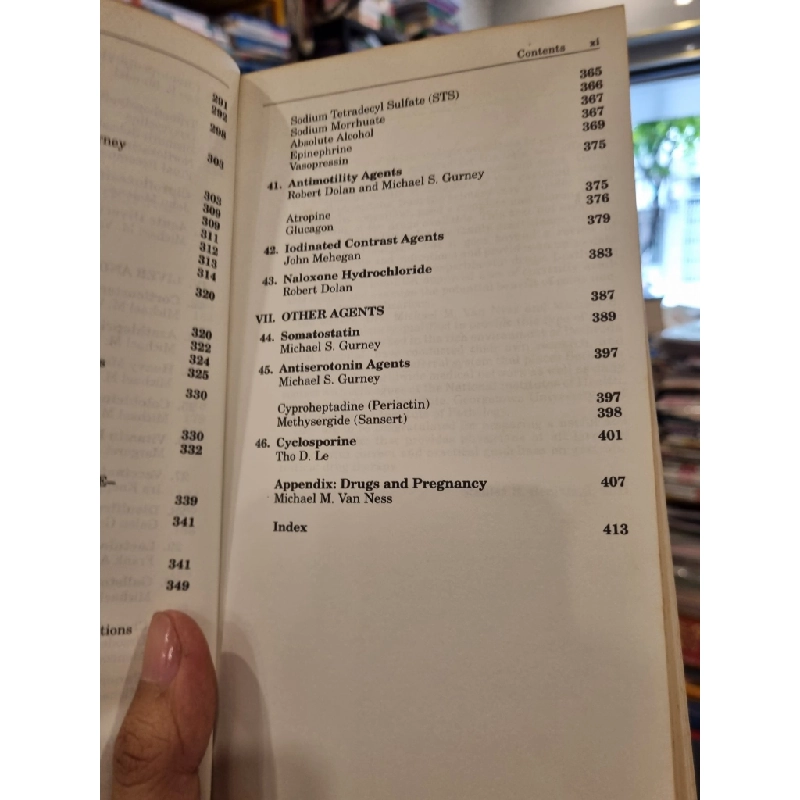 291
292
298
rney
303
303
309
309
311
312
313
314
320
320
322
324
325
330
330
332
339
341
341
349
tions
Contents xi
Sodium Tetradecyl Sulfate (STS) 365
Sodium Morrhuate 366
Absolute Alcohol 367
Epinephrine 367
Vasopressin 369
41. Antimotility Agents 375
Robert Dolan and Michael S. Gurney
Atropine 375
Glucagon 376
42. Iodinated Contrast Agents 379
John Mehegan
43. Naloxone Hydrochloride 383
Robert Dolan
VII. OTHER AGENTS 387
44. Somatostatin 389
Michael S. Gurney
45. Antiserotonin Agents 397
Michael S. Gurney
Cyproheptadine (Periactin) 397
Methysergide (Sansert) 398
46. Cyclosporine 401
Tho D. Le
Appendix: Drugs and Pregnancy 407
Michael M. Van Ness
Index 413